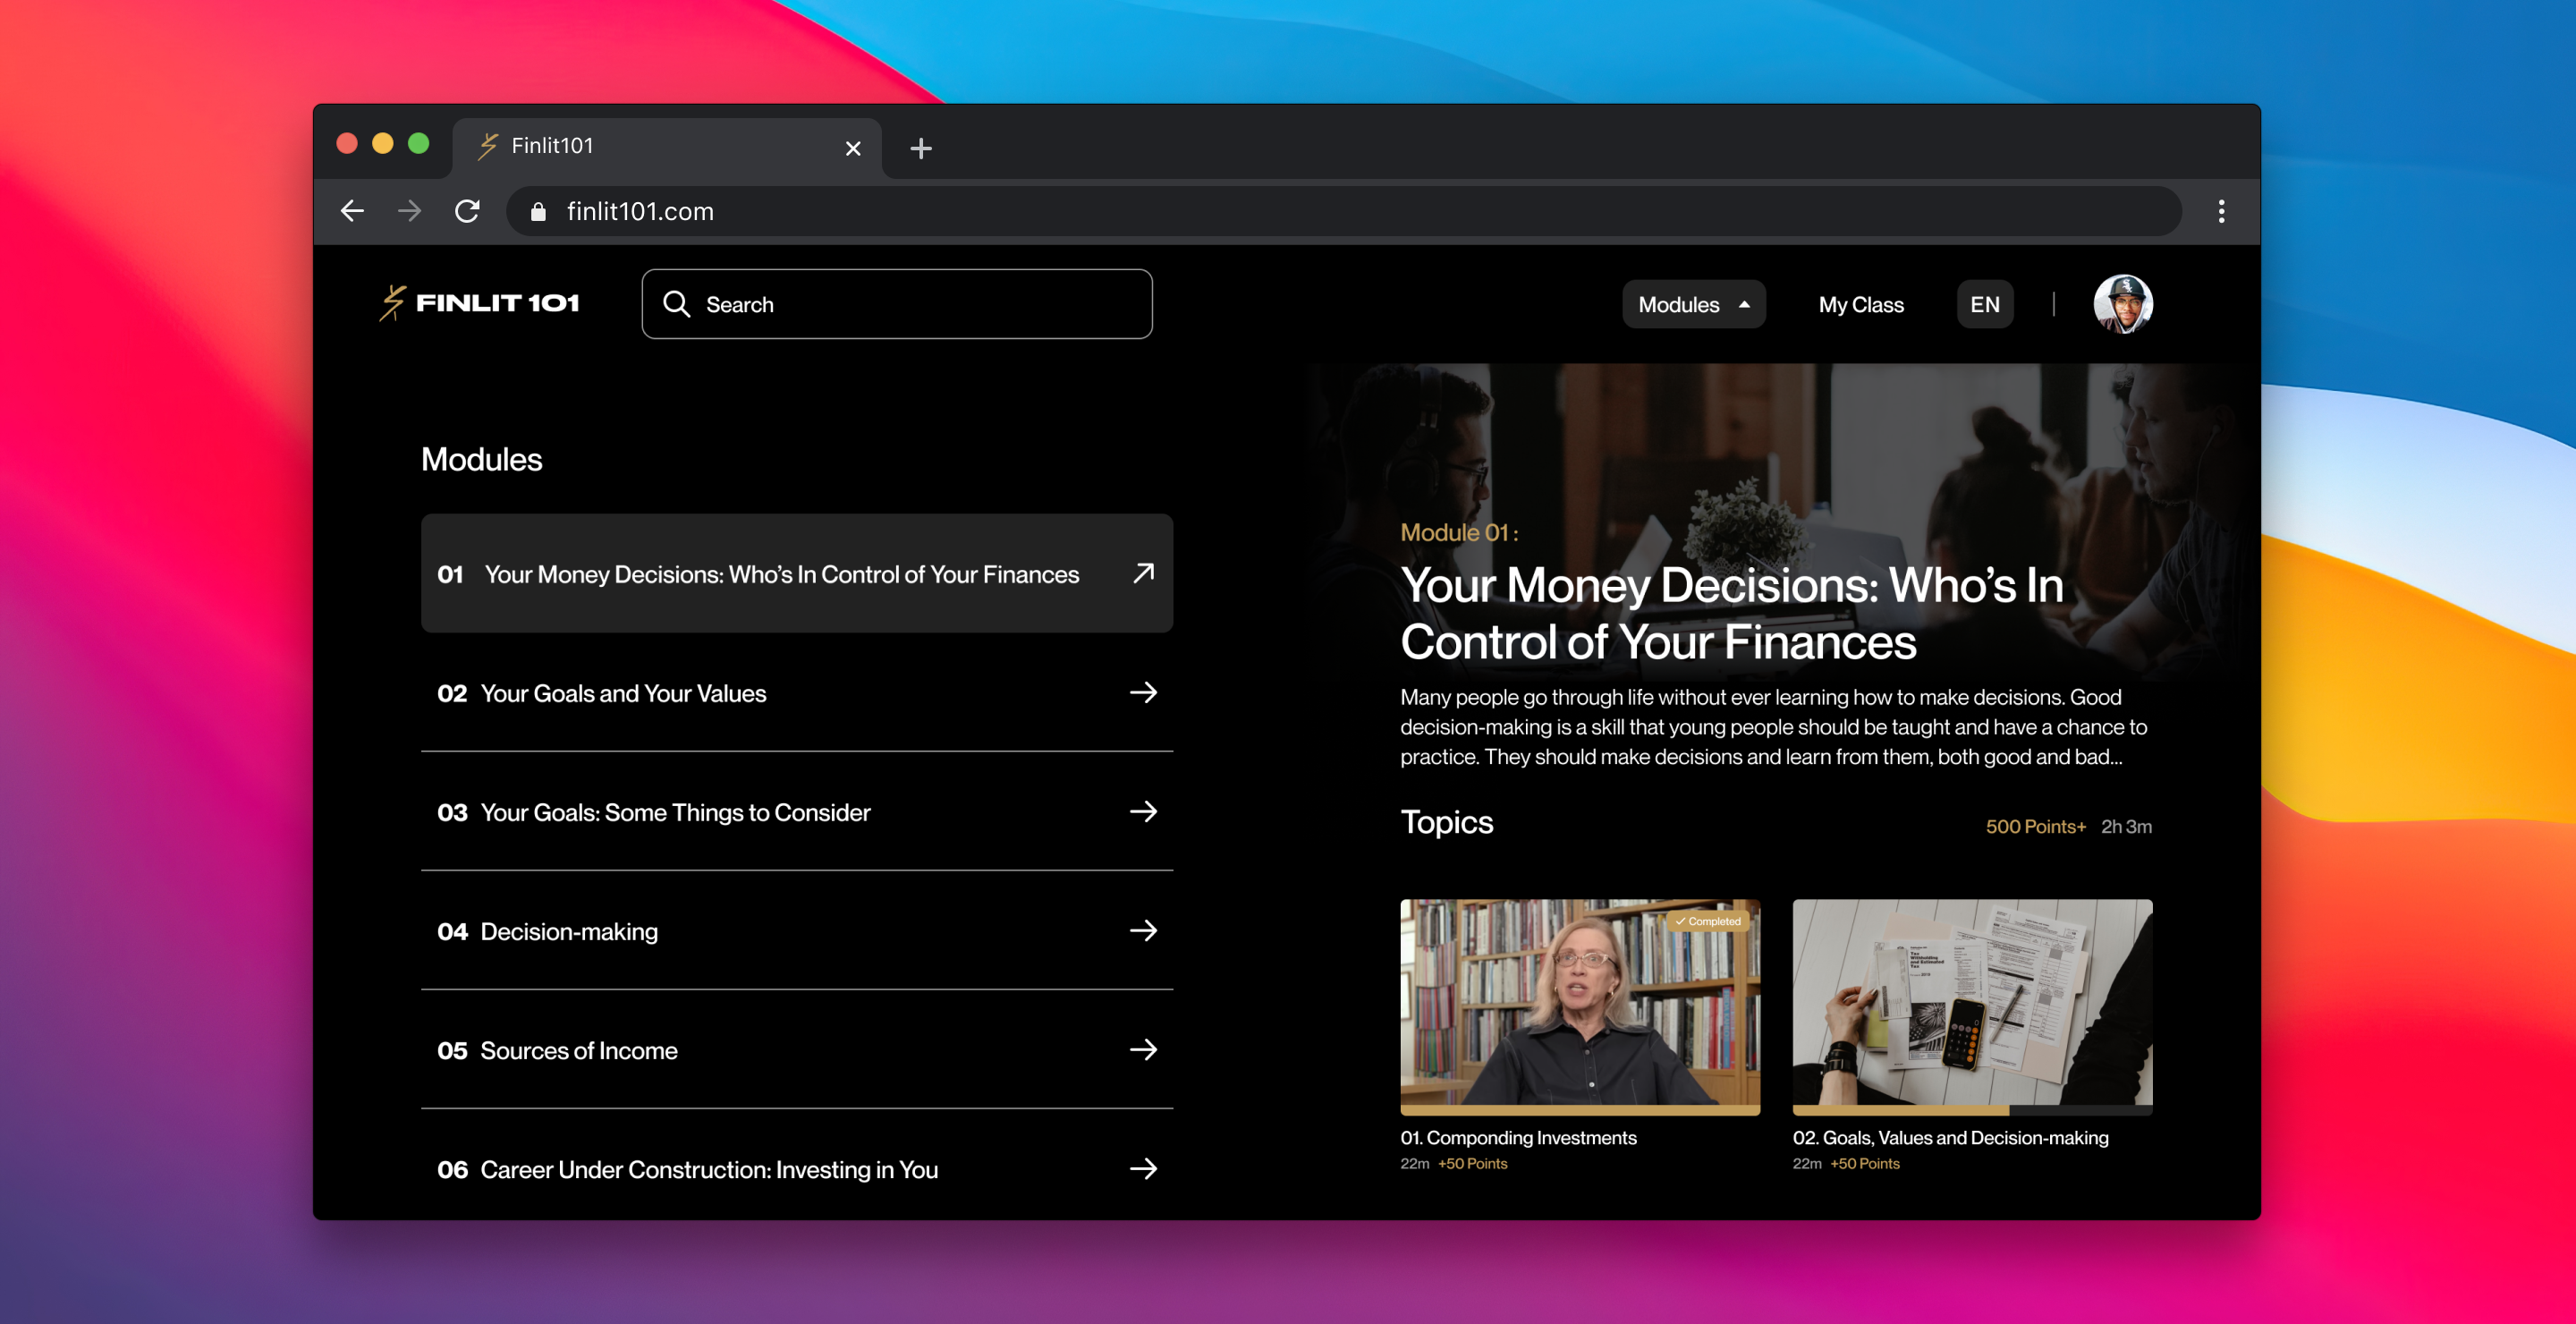 Finlit101
finlit101.com
FINLIT 101
Search
Modules
My Class
EN
Modules
01 Your Money Decisions: Who’s In Control of Your Finances
02 Your Goals and Your Values
03 Your Goals: Some Things to Consider
04 Decision-making
05 Sources of Income
06 Career Under Construction: Investing in You
Module 01 :
Your Money Decisions: Who’s In
Control of Your Finances
Many people go through life without ever learning how to make decisions. Good
decision-making is a skill that young people should be taught and have a chance to
practice. They should make decisions and learn from them, both good and bad...
Topics
500 Points+ 2h 3m
Completed
Tax
Withholding
and Estimated
Tax
01. Componding Investments
22m +50 Points
02. Goals, Values and Decision-making
22m +50 Points